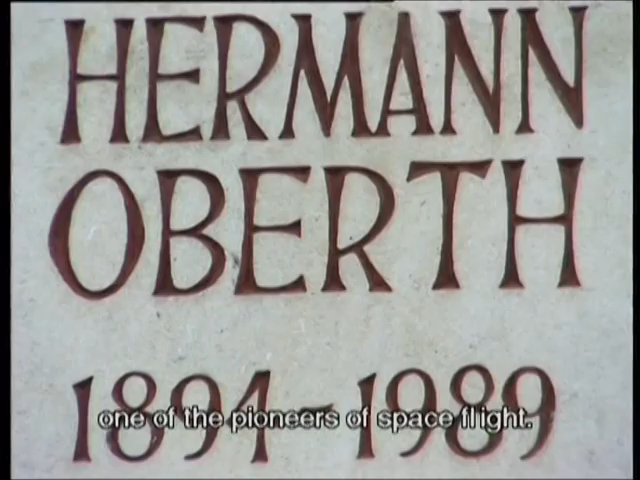 HERMANN
OBERTH
1894-1989
one of the pioneers of space flight.